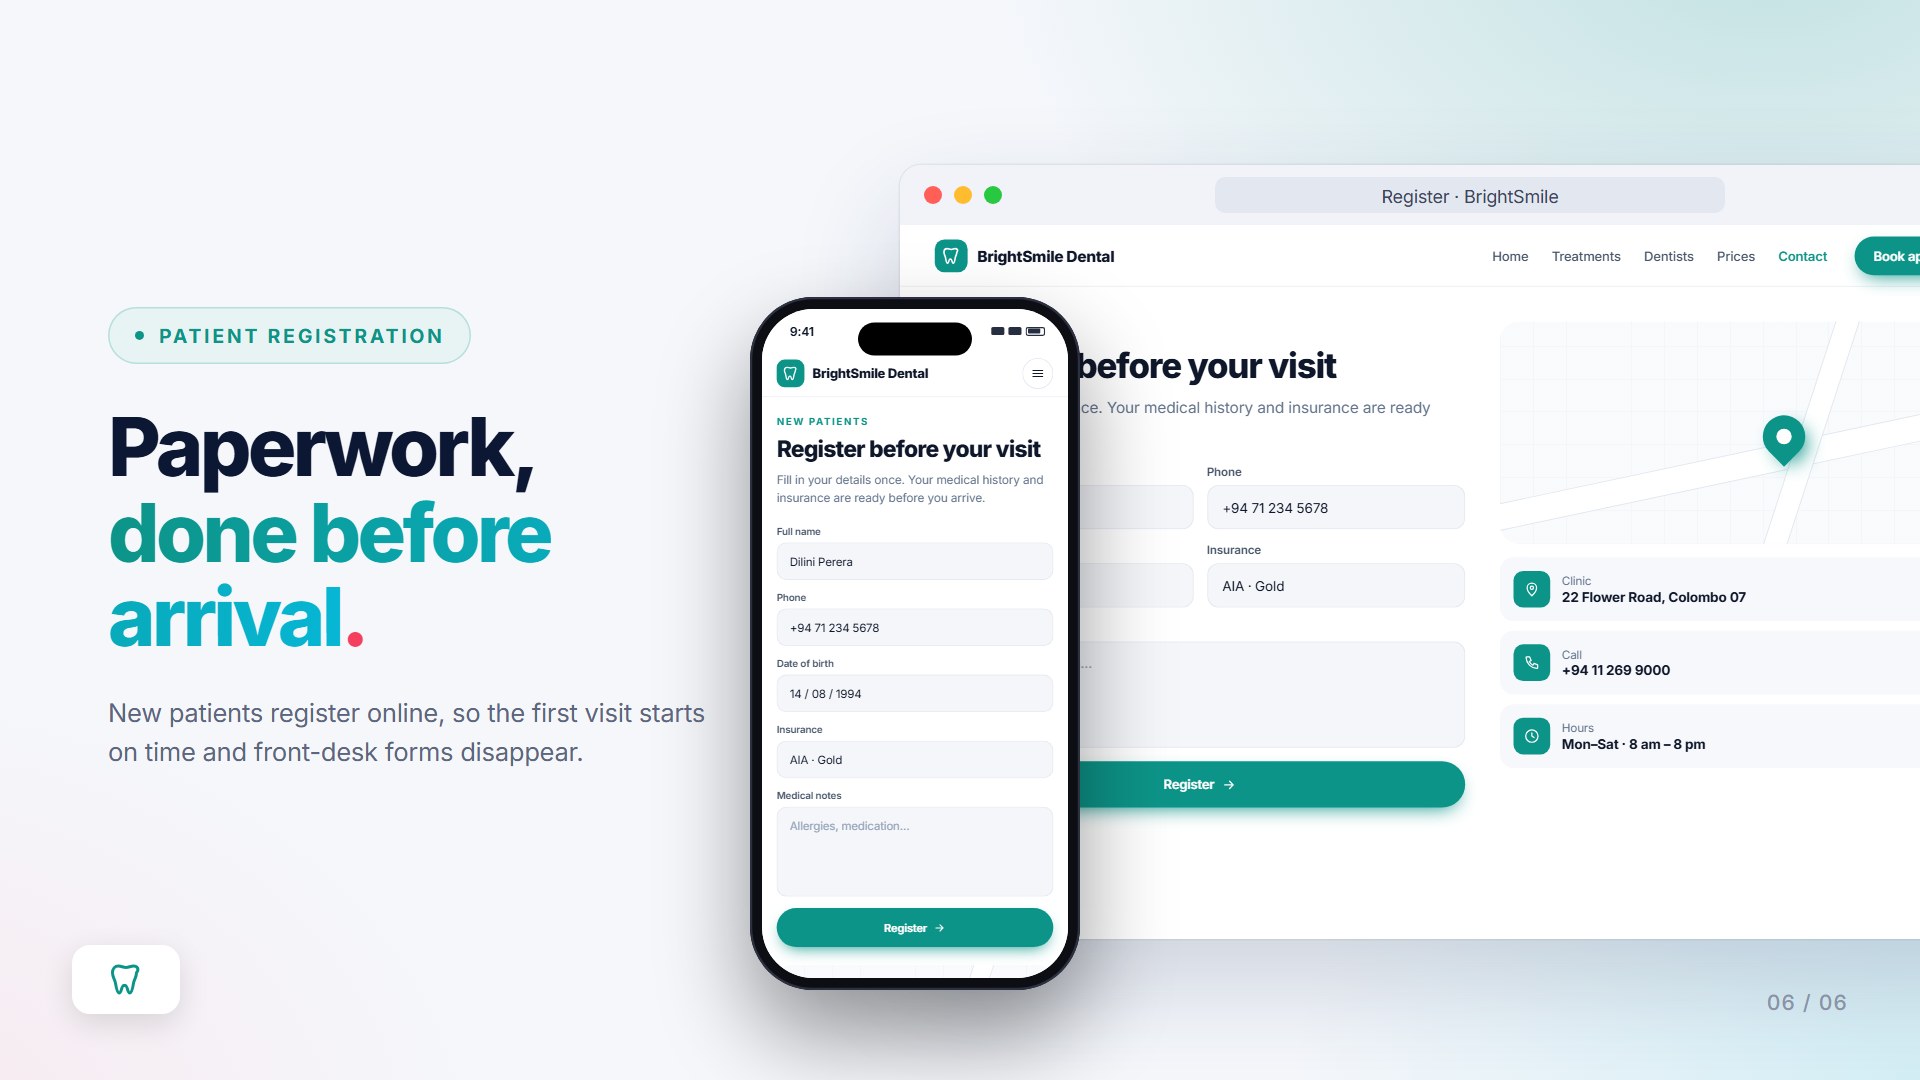 PATIENT REGISTRATION
Paperwork,
done before
arrival.
New patients register online, so the first visit starts
on time and front-desk forms disappear.
9:41
BrightSmile Dental
NEW PATIENTS
Register before your visit
Fill in your details once. Your medical history and
insurance are ready before you arrive.
Full name
Dilini Perera
Phone
+94 71 234 5678
Date of birth
14 / 08 / 1994
Insurance
AIA · Gold
Medical notes
Allergies, medication...
Register →
Register · BrightSmile
BrightSmile Dental
Home Treatments Dentists Prices Contact Book
before your visit
Your medical history and insurance are ready
Phone
+94 71 234 5678
Insurance
AIA · Gold
...
Register →
Clinic
22 Flower Road, Colombo 07
Call
+94 11 269 9000
Hours
Mon–Sat · 8 am – 8 pm
06 / 06